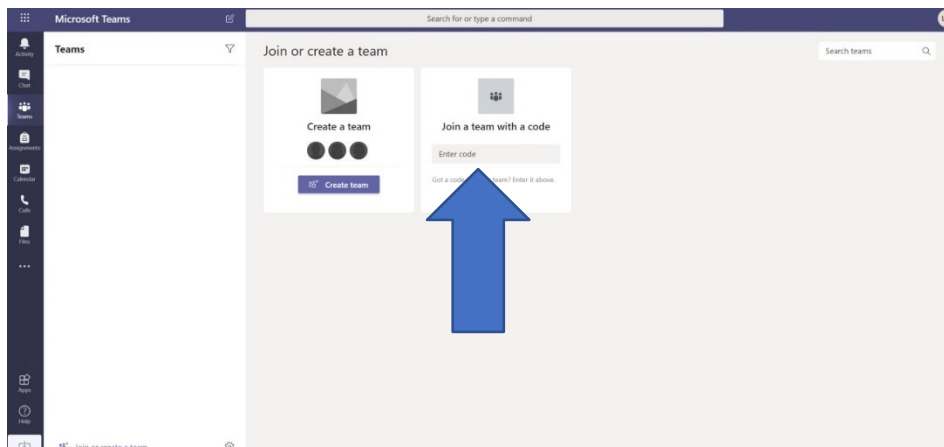 Microsoft Teams
Search for or type a command
Activity
Chat
Teams
Assignments
Calendar
Calls
Files
Apps
Help
Teams
Join or create a team
Join or create a team
Search teams
Create a team
Create team
Join a team with a code
Enter code
Got a code team? Enter it above.